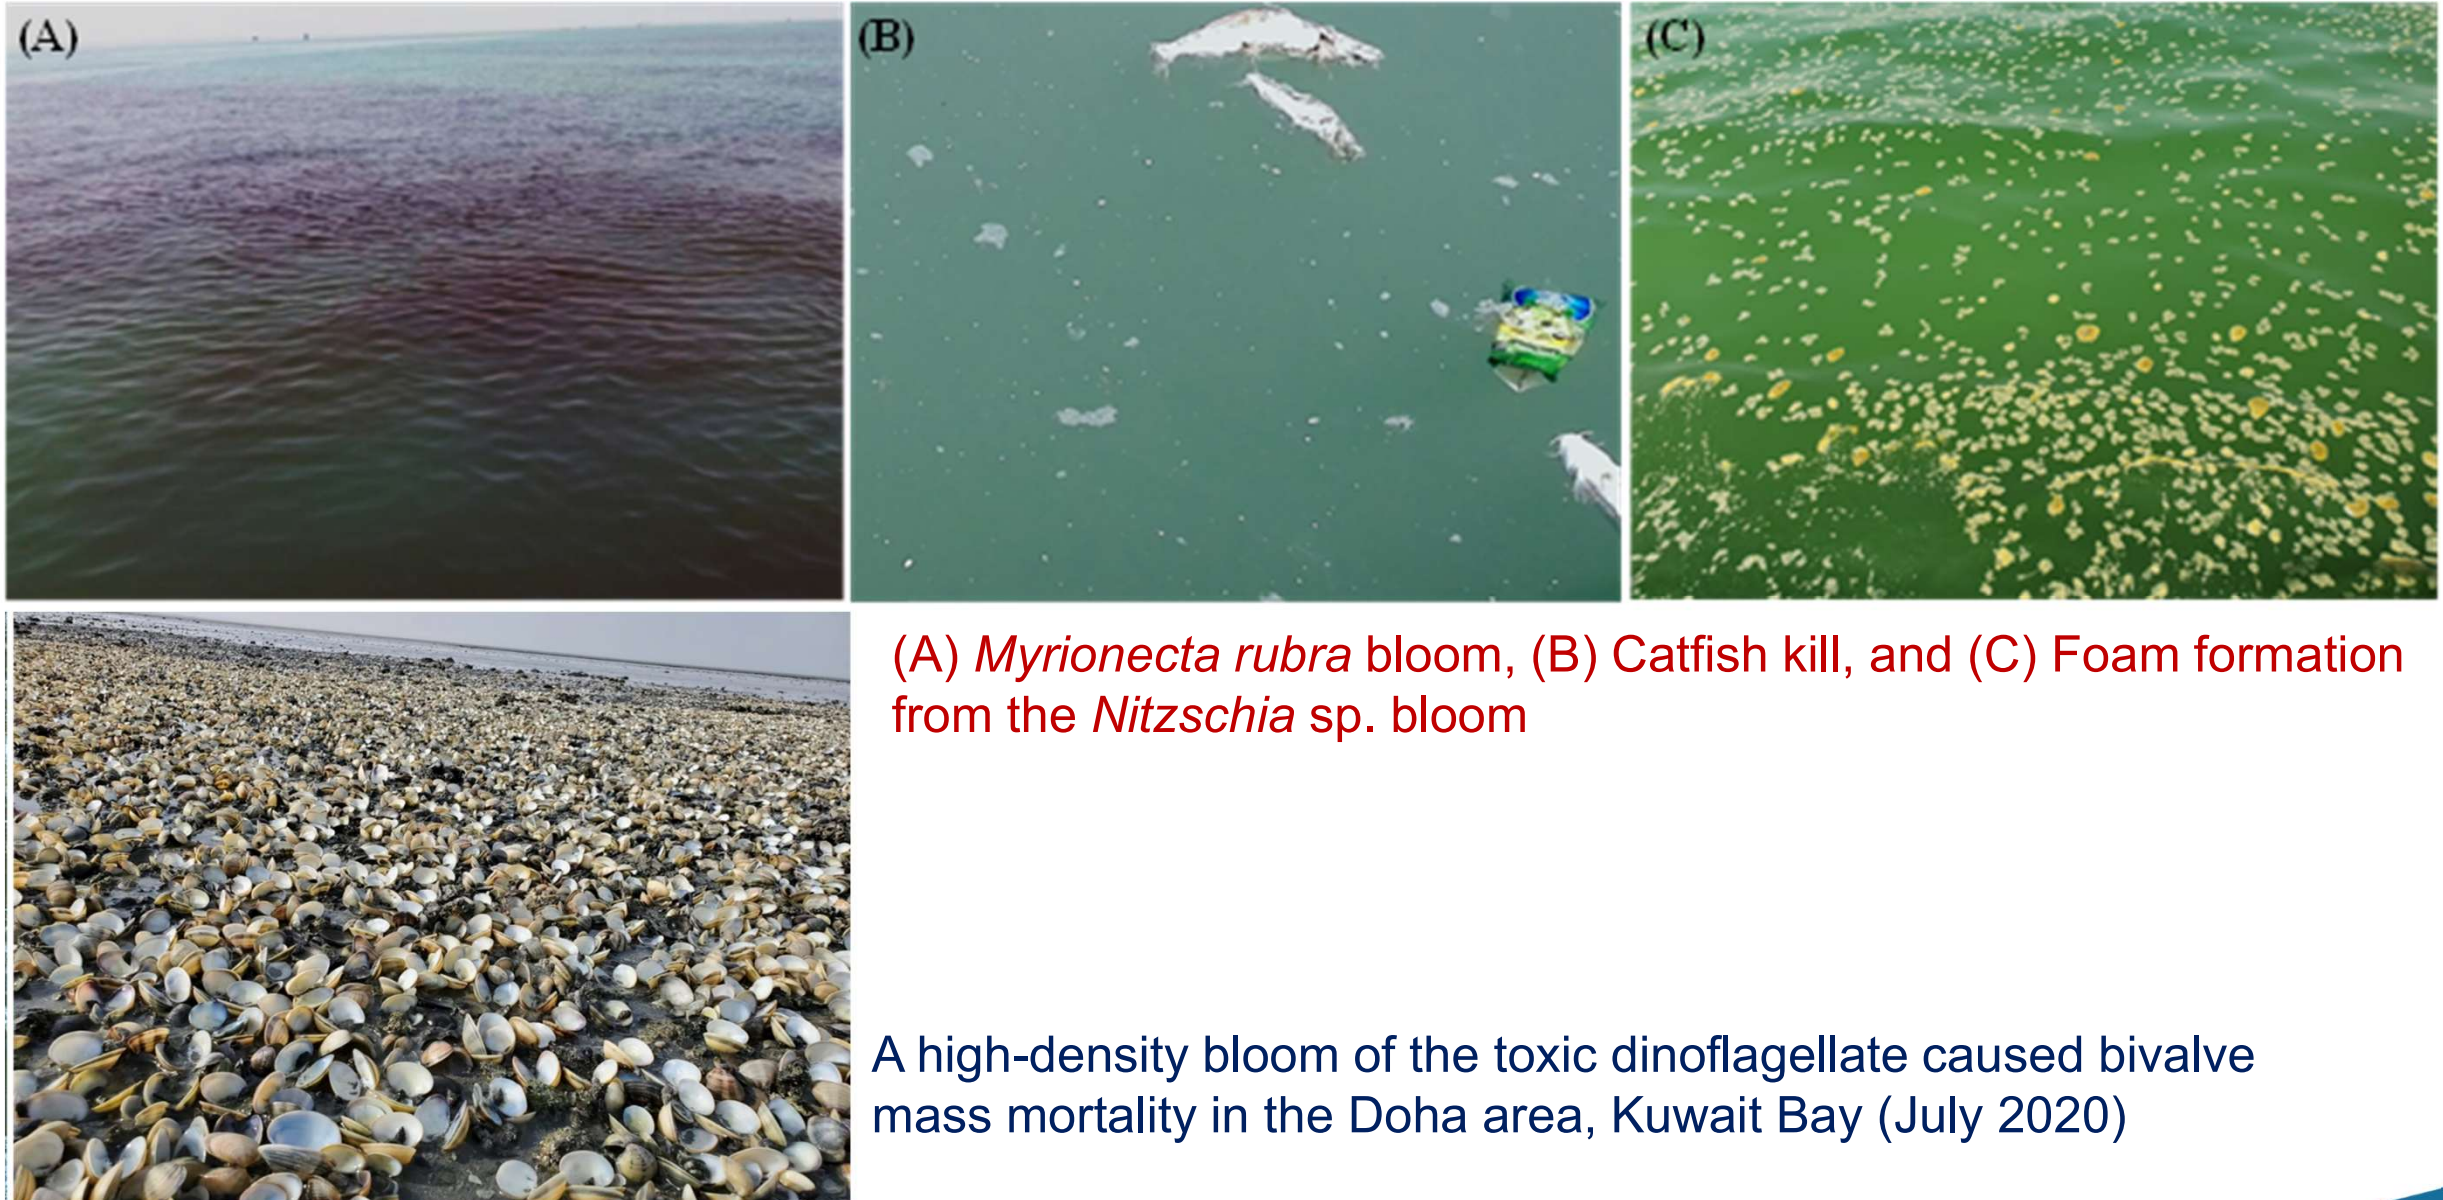 (A)
(B)
(C)
(A) Myrionecta rubra bloom, (B) Catfish kill, and (C) Foam formation
from the Nitzschia sp. bloom
A high-density bloom of the toxic dinoflagellate caused bivalve
mass mortality in the Doha area, Kuwait Bay (July 2020)